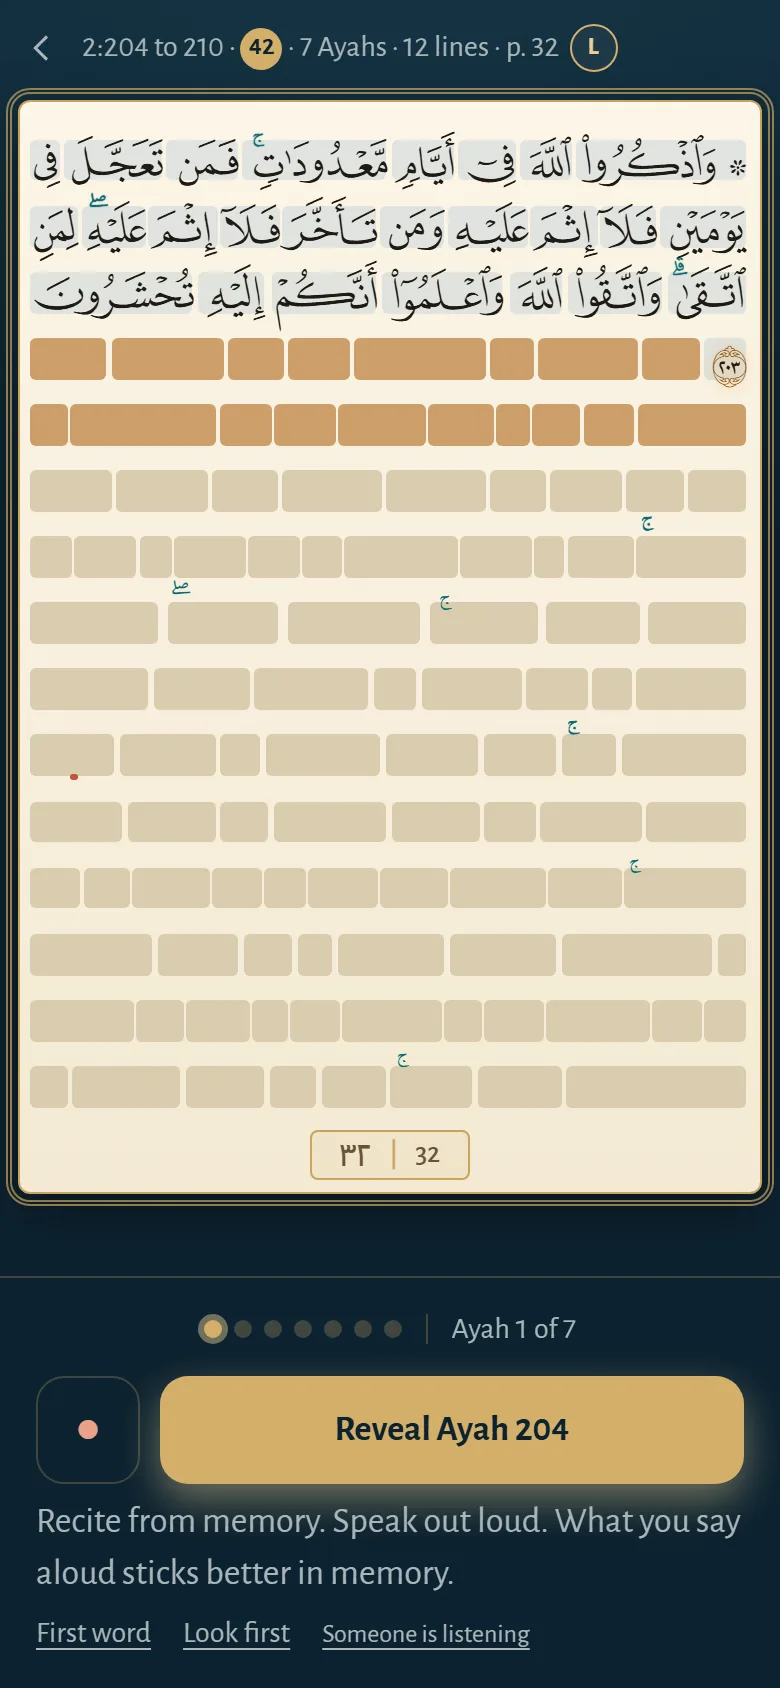 2:204 to 210 · 42 · 7 Ayahs · 12 lines · p. 32 L
۞ وَٱذْكُرُوا۟ ٱللَّهَ فِىٓ أَيَّامٍ مَّعْدُودَٰتٍ ۚ فَمَن تَعَجَّلَ فِى
يَوْمَيْنِ فَلَآ إِثْمَ عَلَيْهِ وَمَن تَأَخَّرَ فَلَآ إِثْمَ عَلَيْهِ ۖ لِمَنِ
ٱتَّقَىٰ ۗ وَٱتَّقُوا۟ ٱللَّهَ وَٱعْلَمُوٓا۟ أَنَّكُمْ إِلَيْهِ تُحْشَرُونَ
٢٠٣
ۚ
ۖ
ۚ
ۚ
ۚ
ۚ
٣٢ | 32
Ayah 1 of 7
Reveal Ayah 204
Recite from memory. Speak out loud. What you say
aloud sticks better in memory.
First word Look first Someone is listening